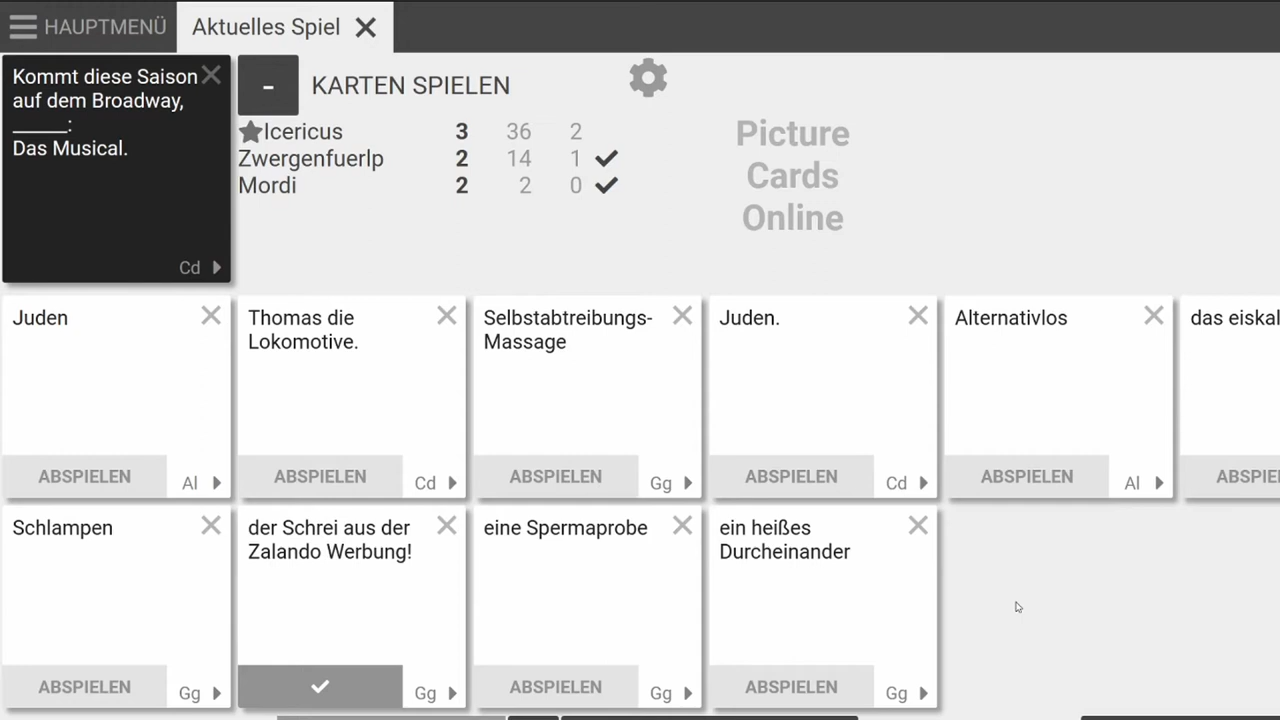 HAUPTMENÜ
Aktuelles Spiel
Kommt diese Saison
auf dem Broadway,
_____:
Das Musical.
Cd
-
KARTEN SPIELEN
Icericus 3 36 2
Zwergenfuerlp 2 14 1
Mordi 2 2 0
Picture
Cards
Online
Juden
ABSPIELEN
Al
Thomas die
Lokomotive.
ABSPIELEN
Cd
Selbstabtreibungs-
Massage
ABSPIELEN
Gg
Juden.
ABSPIELEN
Cd
Alternativlos
ABSPIELEN
Al
das eiskal
ABSPIE
Schlampen
ABSPIELEN
Gg
der Schrei aus der
Zalando Werbung!
Gg
eine Spermaprobe
ABSPIELEN
Gg
ein heißes
Durcheinander
ABSPIELEN
Gg